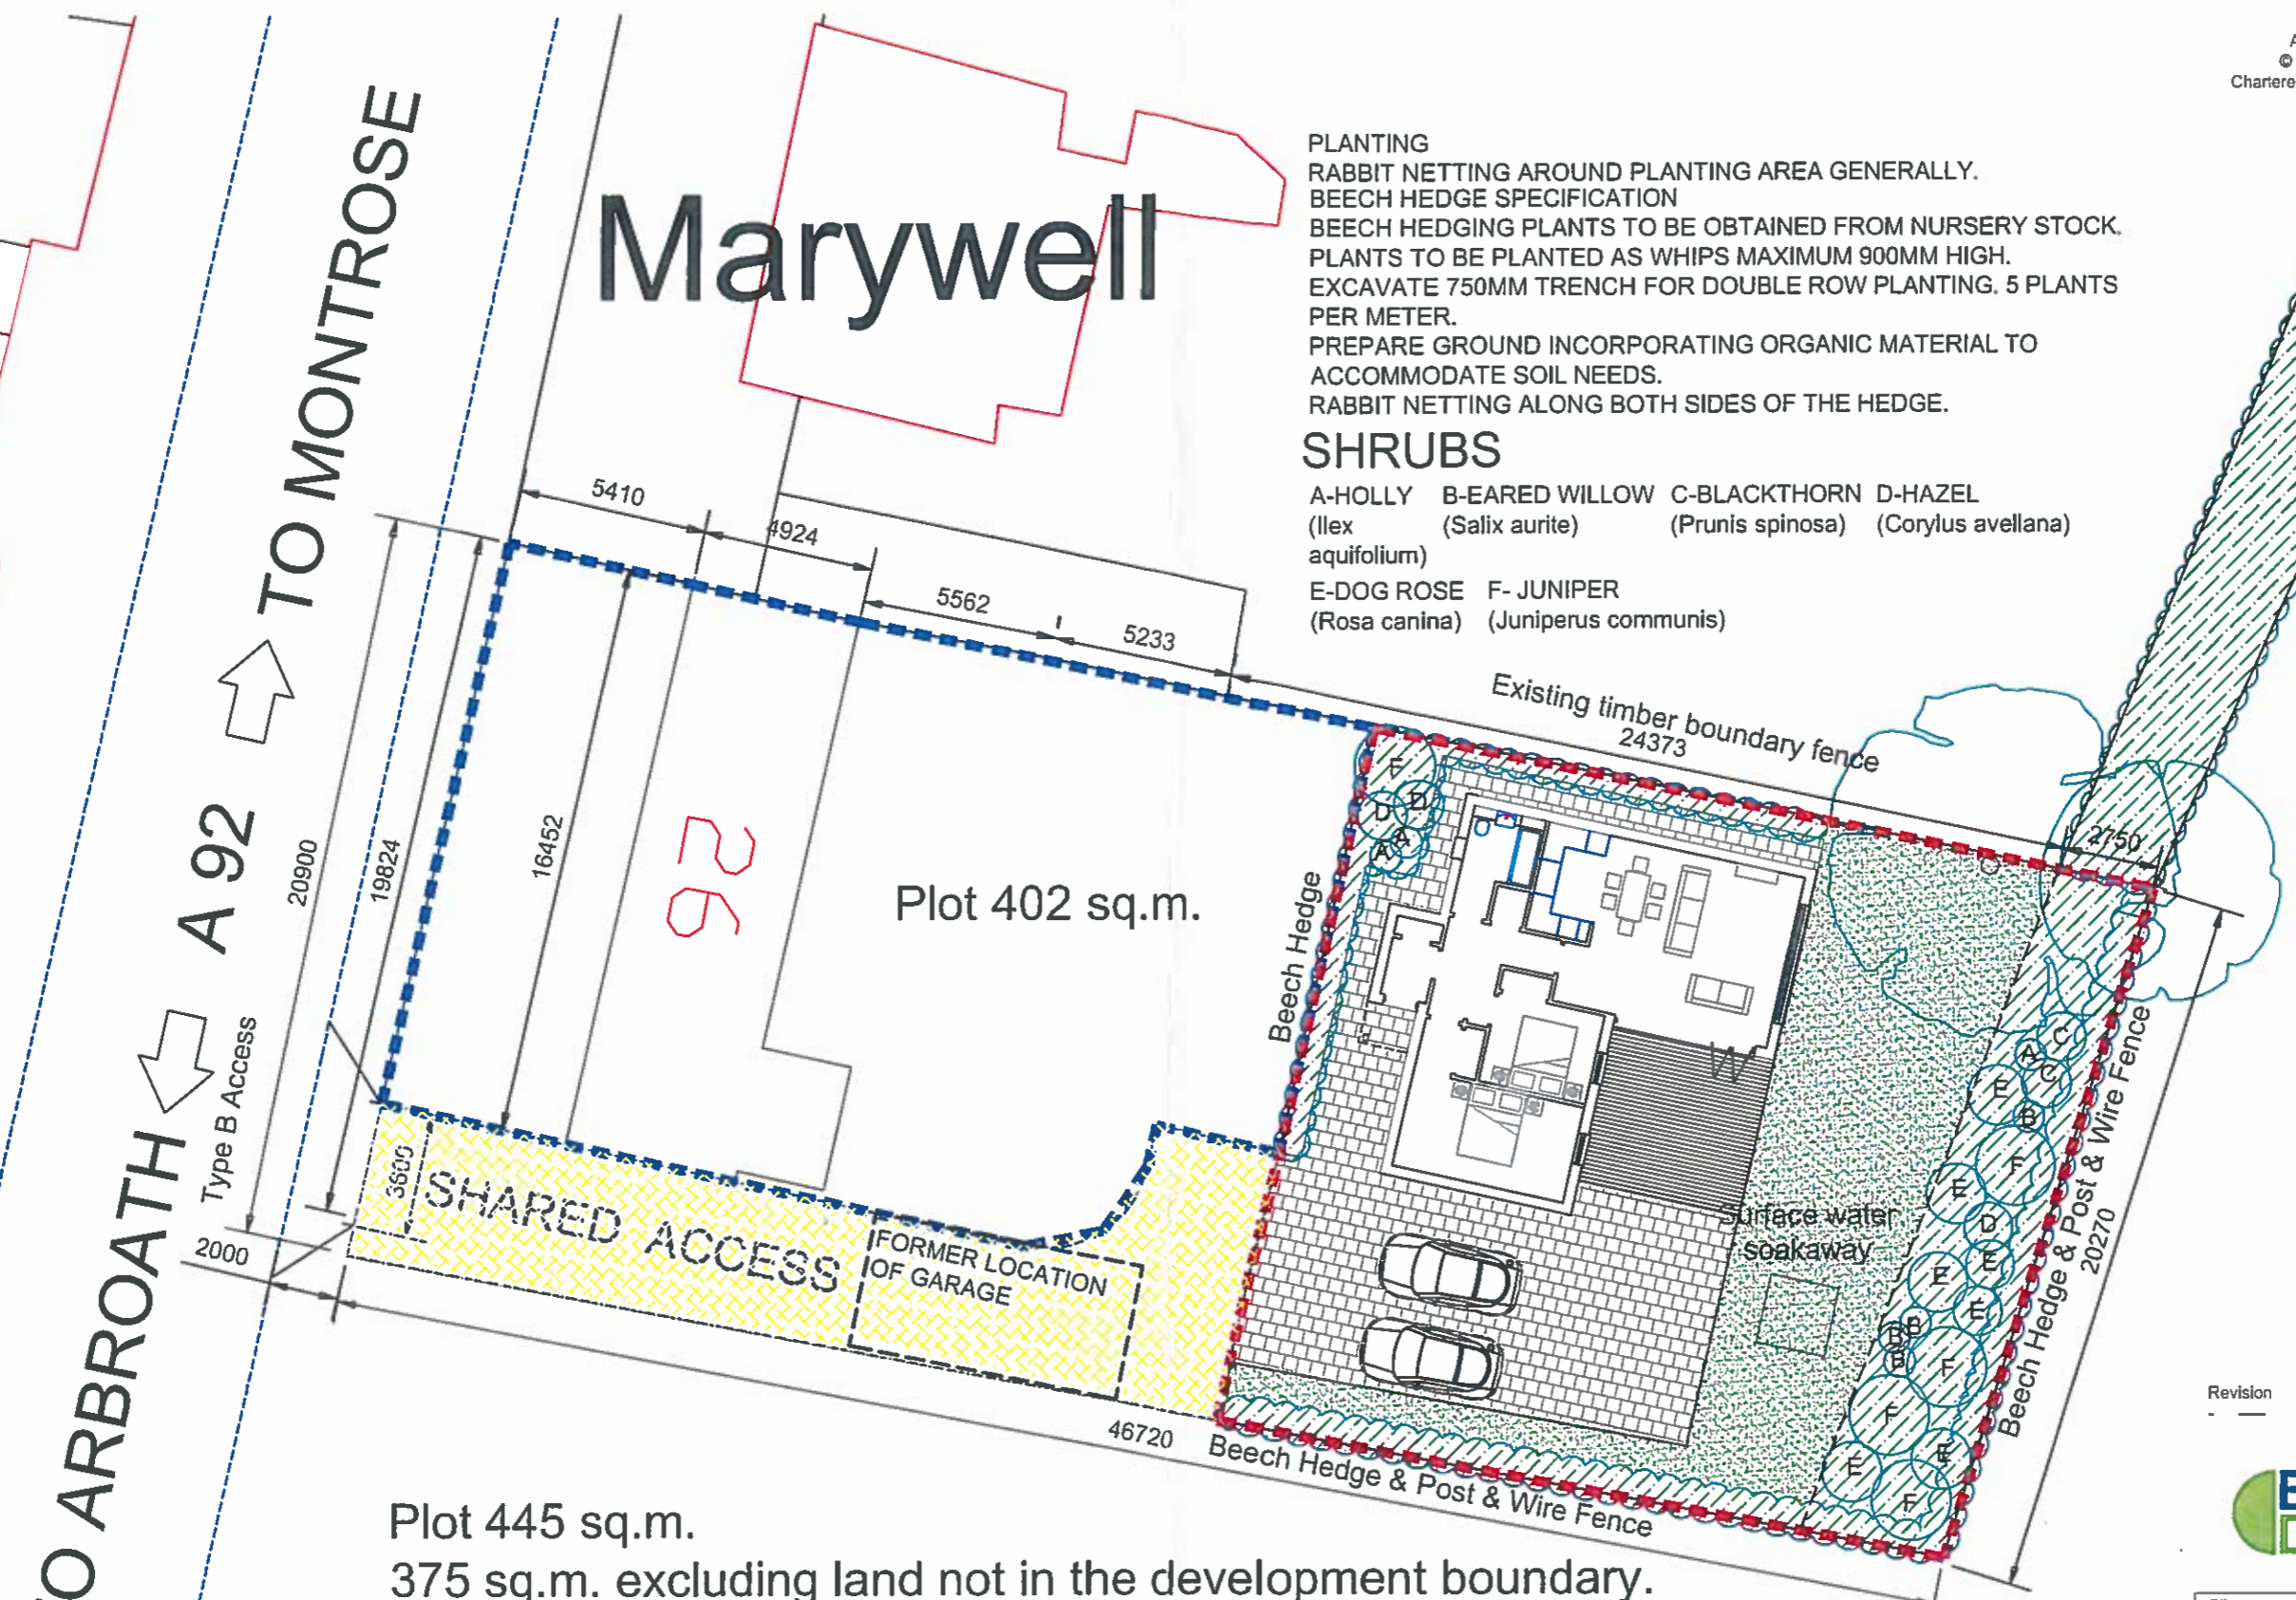 ©
Chartere
PLANTING
RABBIT NETTING AROUND PLANTING AREA GENERALLY.
BEECH HEDGE SPECIFICATION
BEECH HEDGING PLANTS TO BE OBTAINED FROM NURSERY STOCK.
PLANTS TO BE PLANTED AS WHIPS MAXIMUM 900MM HIGH.
EXCAVATE 750MM TRENCH FOR DOUBLE ROW PLANTING. 5 PLANTS
PER METER.
PREPARE GROUND INCORPORATING ORGANIC MATERIAL TO
ACCOMMODATE SOIL NEEDS.
RABBIT NETTING ALONG BOTH SIDES OF THE HEDGE.
SHRUBS
A-HOLLY B-EARED WILLOW C-BLACKTHORN D-HAZEL
(Ilex (Salix aurite) (Prunis spinosa) (Corylus avellana)
aquifolium)
E-DOG ROSE F- JUNIPER
(Rosa canina) (Juniperus communis)
Marywell
TO MONTROSE
A 92
O ARBROATH
Type B Access
5410
4924
5562
5233
Existing timber boundary fence
24373
2750
20900
19824
16452
26
Plot 402 sq.m.
Beech Hedge
F
D
D
A
A
C
A
C
E
B
F
F
D
E
E
E
B
B
B
F
F
E
E
F
Beech Hedge & Post & Wire Fence
20270
Surface water
soakaway
3600
SHARED ACCESS
FORMER LOCATION
OF GARAGE
2000
46720
Beech Hedge & Post & Wire Fence
Plot 445 sq.m.
375 sq.m. excluding land not in the development boundary.
Revision